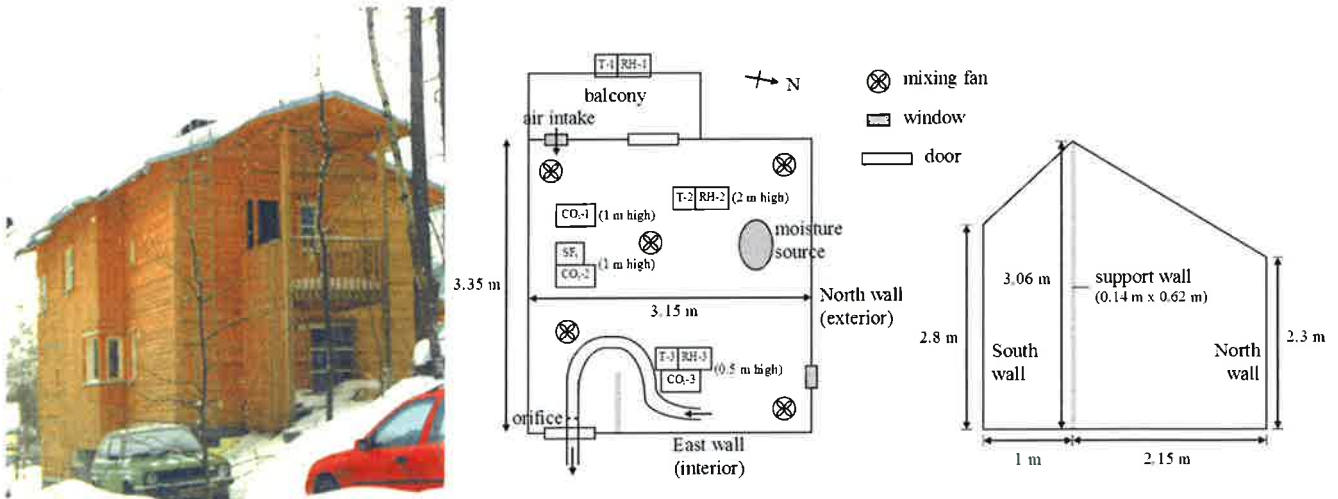 T-1 RH-1
balcony
N
air intake
mixing fan
window
door
T-2 RH-2 (2 m high)
CO₂-1 (1 m high)
moisture
source
SF₆
CO₂-2 (1 m high)
3.35 m
3.15 m
North wall
(exterior)
T-3 RH-3
CO₂-3 (0.5 m high)
orifice
East wall
(interior)
3.06 m
support wall
(0.14 m x 0.62 m)
2.8 m
2.3 m
South
wall
North
wall
1 m
2.15 m